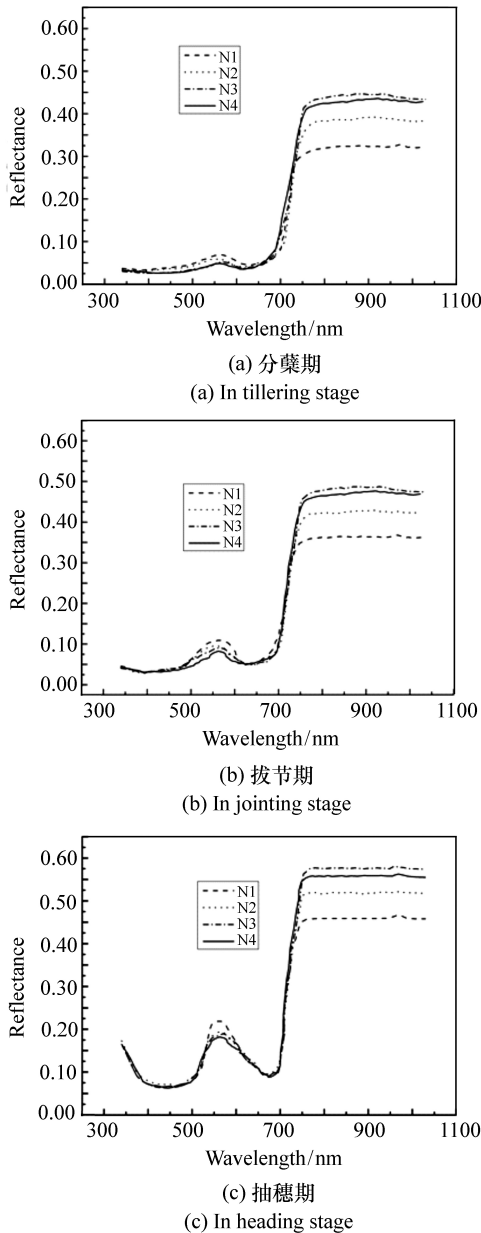 0.60
0.50
0.40
0.30
0.20
0.10
0.00
Reflectance
N1
N2
N3
N4
300 500 700 900 1100
Wavelength/nm
(a) 分蘖期
(a) In tillering stage
0.60
0.50
0.40
0.30
0.20
0.10
0.00
Reflectance
N1
N2
N3
N4
300 500 700 900 1100
Wavelength/nm
(b) 拔节期
(b) In jointing stage
0.60
0.50
0.40
0.30
0.20
0.10
0.00
Reflectance
N1
N2
N3
N4
300 500 700 900 1100
Wavelength/nm
(c) 抽穗期
(c) In heading stage